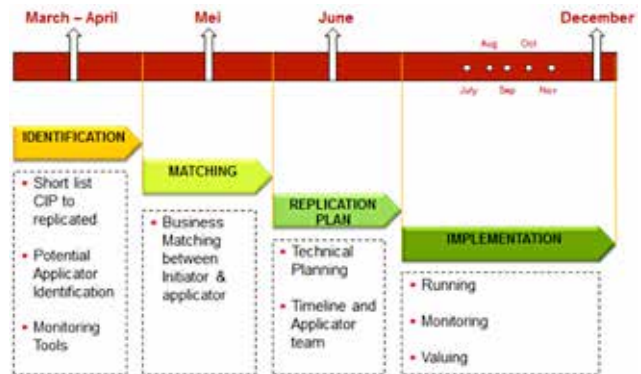 March – April
Mei
June
December
Aug
Oct
July
Sep
Nov
IDENTIFICATION
MATCHING
REPLICATION
PLAN
IMPLEMENTATION
Short list
CIP to
replicated
Potential
Applicator
Identification
Monitoring
Tools
Business
Matching
between
Initiator &
applicator
Technical
Planning
Timeline and
Applicator
team
Running
Monitoring
Valuing